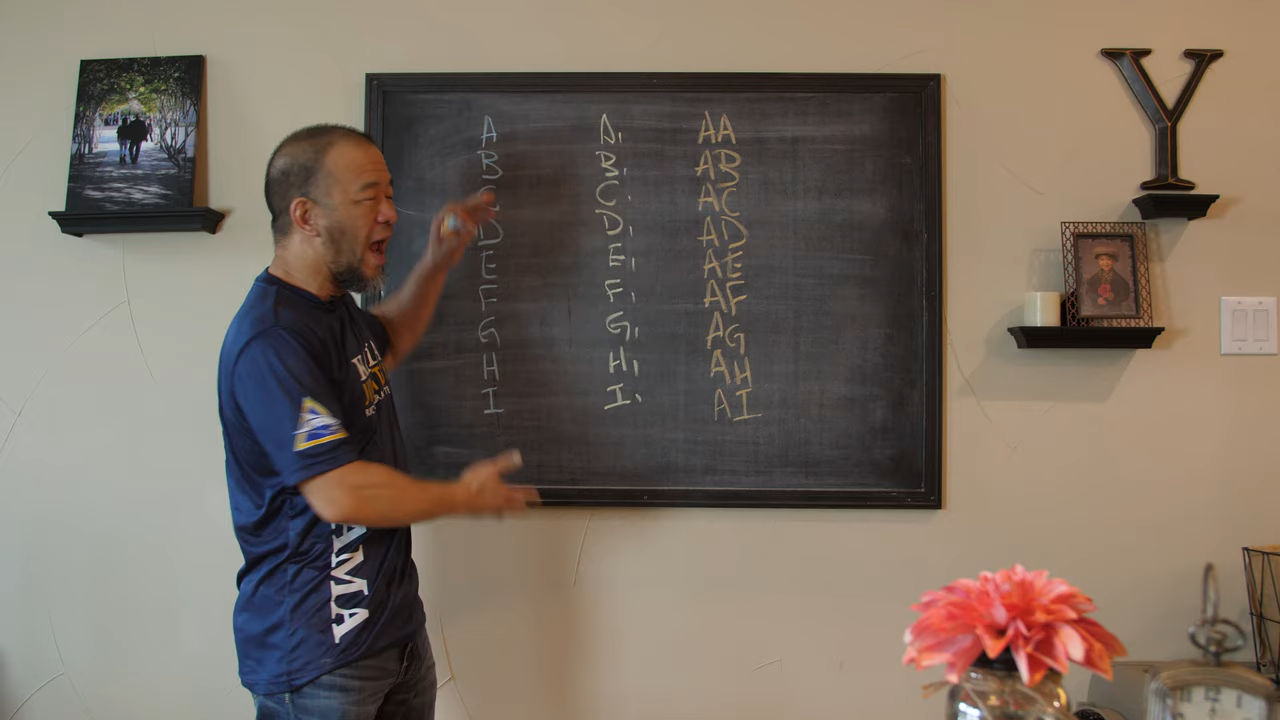 A A, AA
B B, AB
C C, AC
D D, AD
E E, AE
F F, AF
G G, AG
H H, AH
I I, AI
Y
AMA